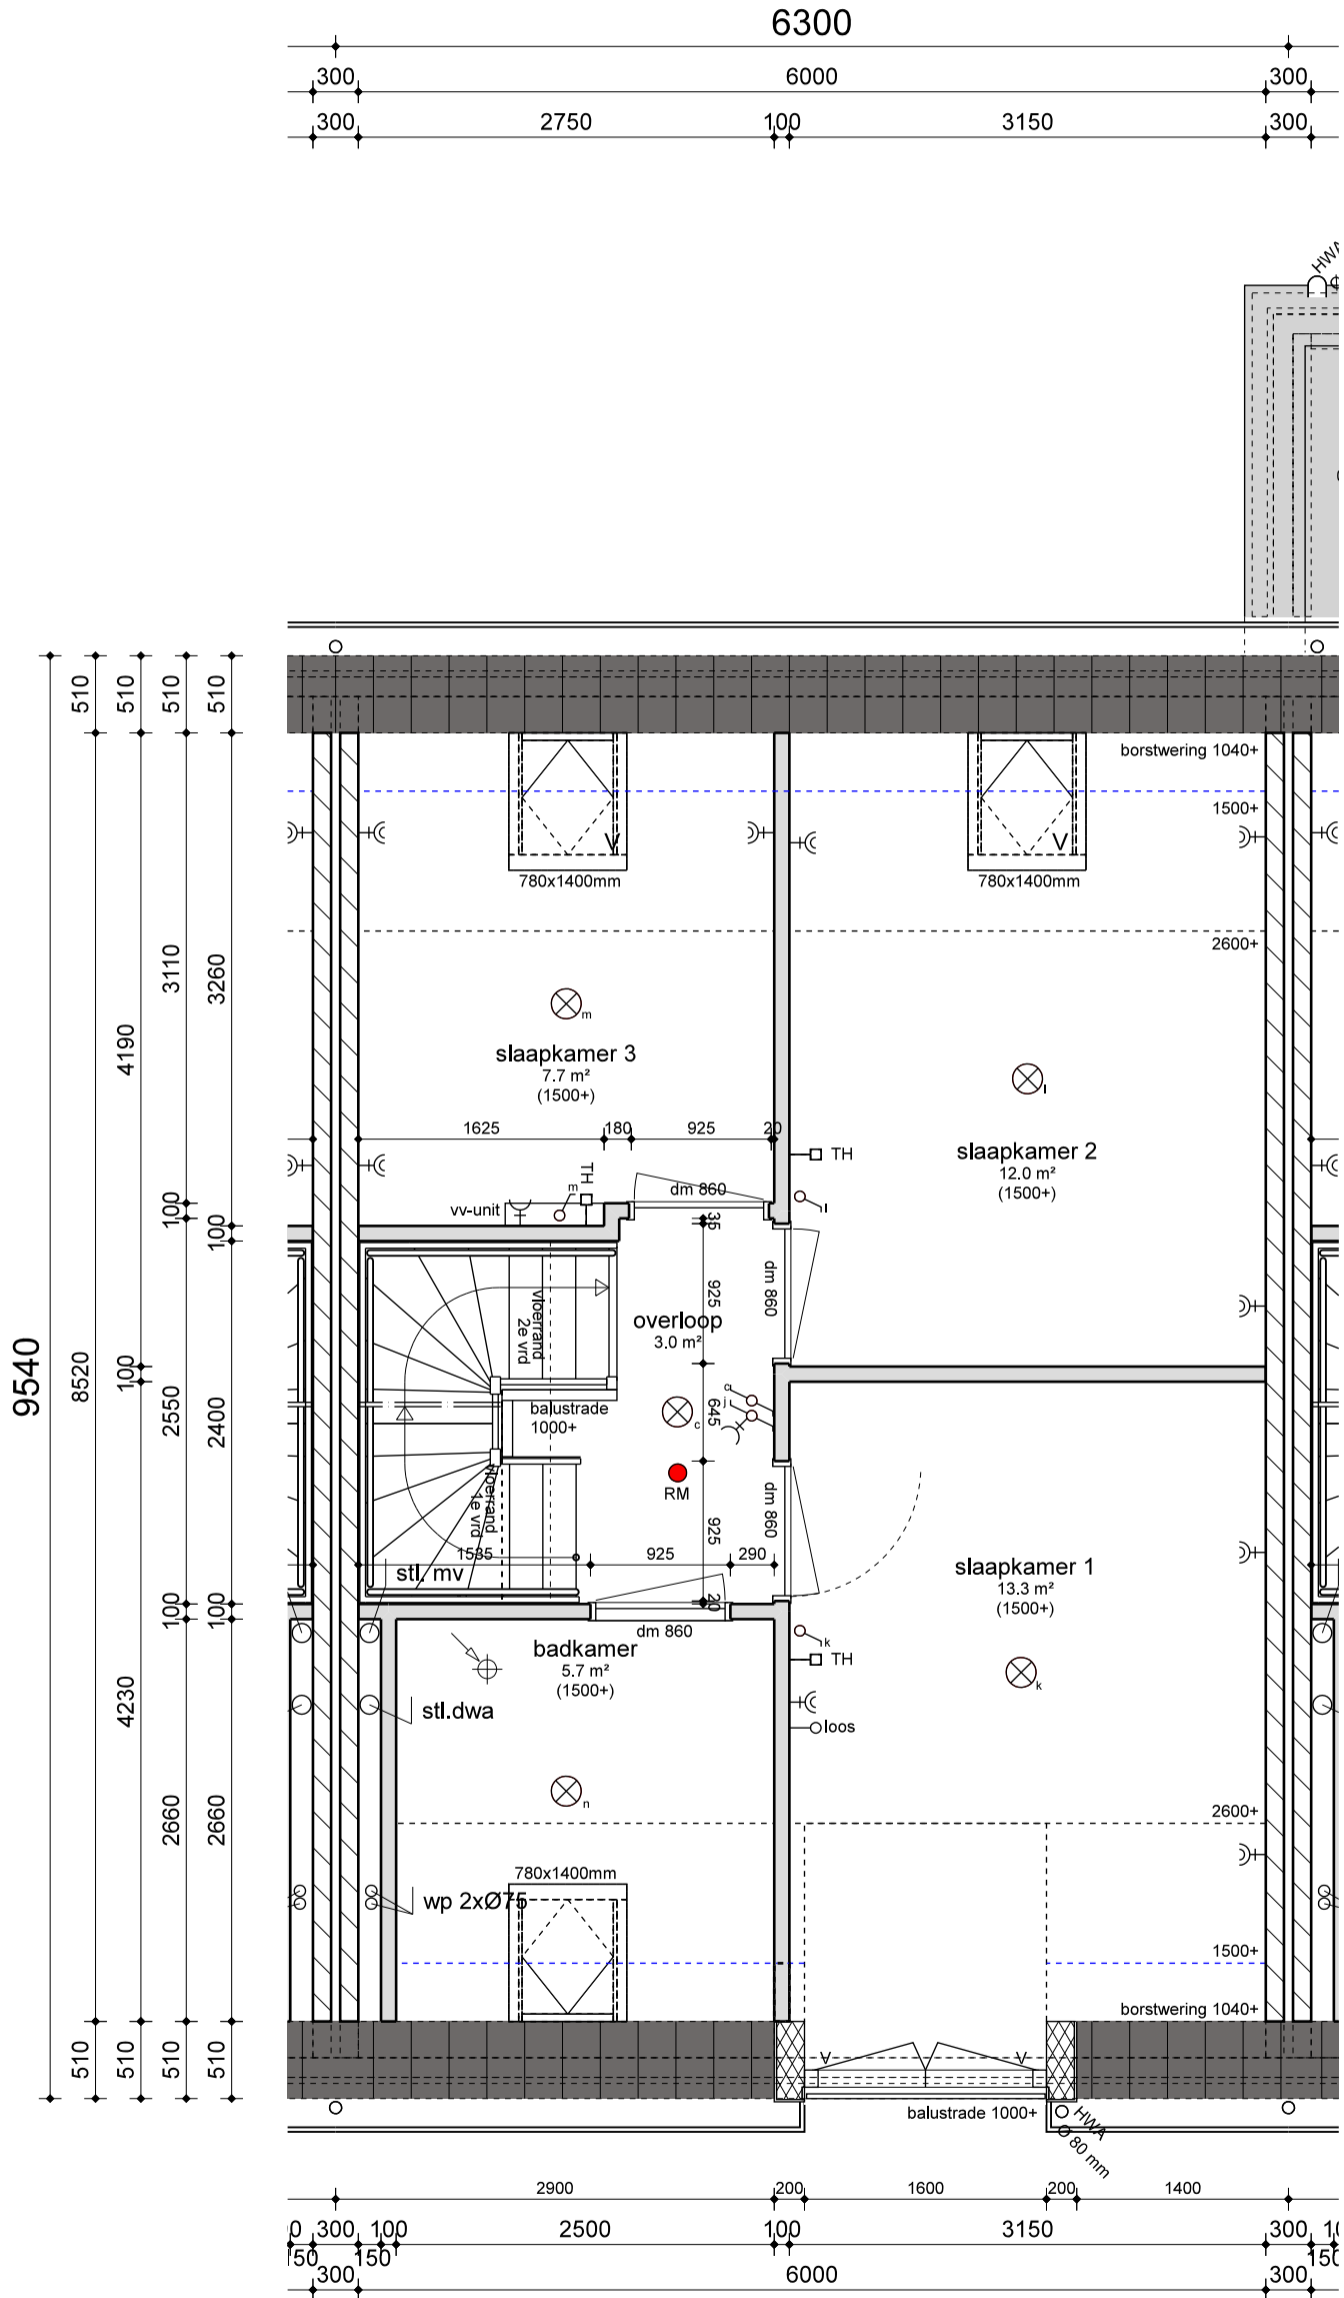 6300
300 6000 300
300 2750 100 3150 300
HWA
510 510 510 510
borstwering 1040+
1500+
780x1400mm 780x1400mm
2600+
3110 3260
4190
m
slaapkamer 3
7.7 m²
(1500+)
l
slaapkamer 2
12.0 m²
(1500+)
1625 180 925 20
TH
TH
m
dm 860
l
vv-unit
100 100
35
925
dm 860
vloerrand
2e vrd
overloop
3.0 m²
9540
8520
100
2550 2400
balustrade
1000+
c
c
j
645
RM
vloerrand
1e vrd
dm 860
925
1535 925 290
stl. mv
slaapkamer 1
13.3 m²
(1500+)
100 100
20
dm 860
badkamer
5.7 m²
(1500+)
k
TH
k
stl.dwa
loos
4230
n
2660 2660
2600+
780x1400mm
wp 2xØ75
1500+
borstwering 1040+
510 510 510 510
V V
balustrade 1000+
HWA
Ø 80 mm
2900 200 1600 200 1400
0 300 100 2500 100 3150 300 10
150 150 150
300 6000 300